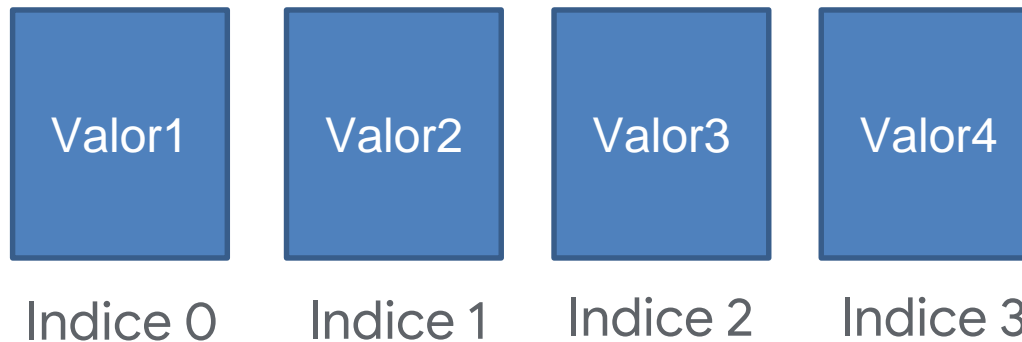 Valor1 Valor2 Valor3 Valor4
Indice 0 Indice 1 Indice 2 Indice 3